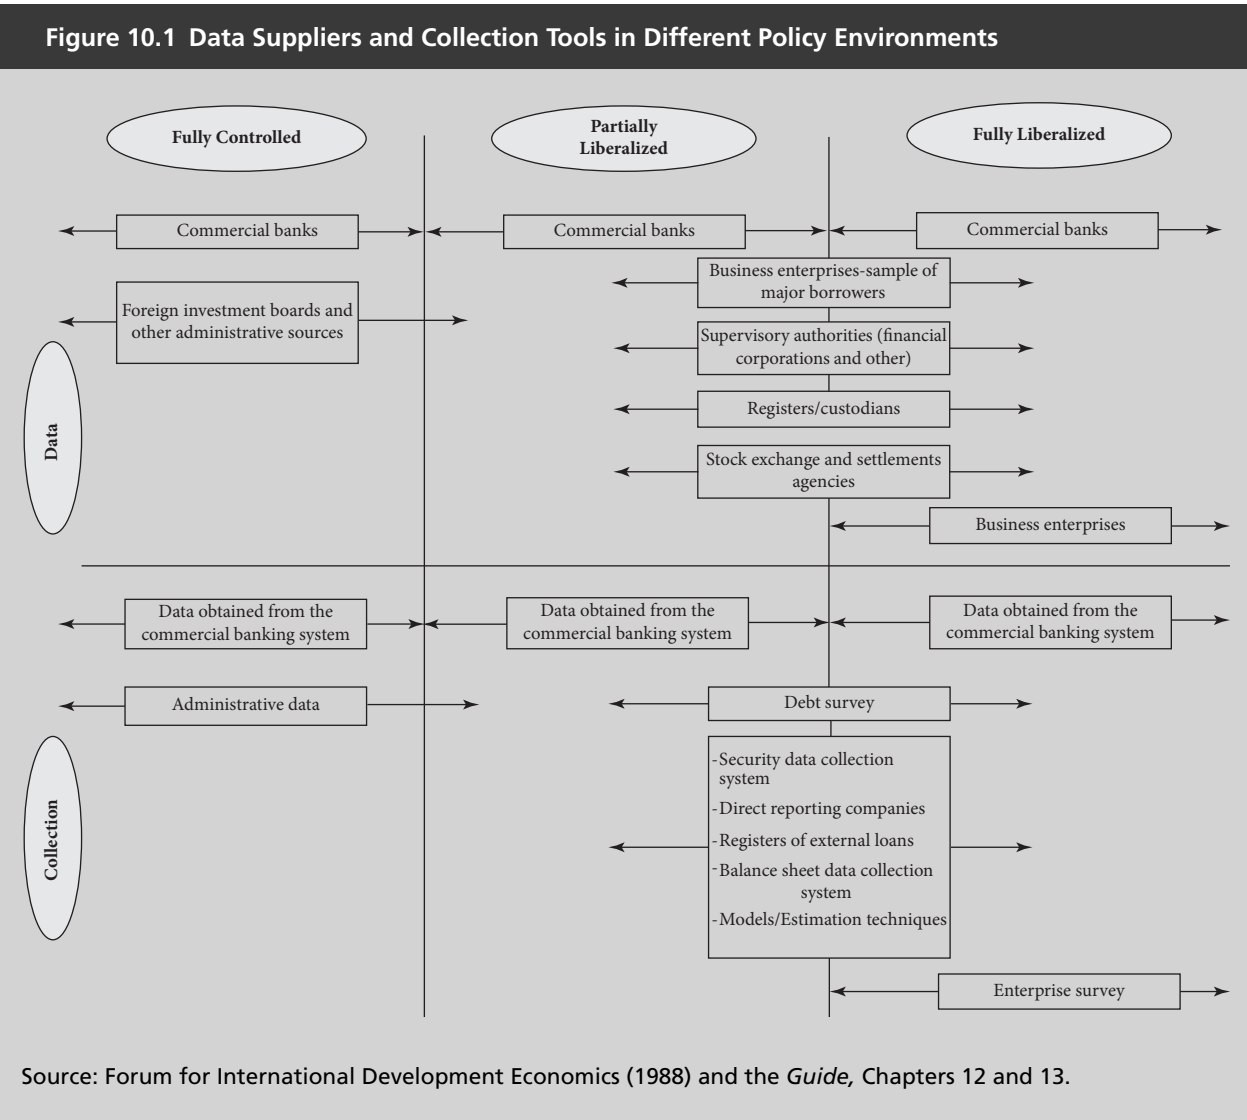 Figure 10.1 Data Suppliers and Collection Tools in Different Policy Environments
Fully Controlled
Partially
Liberalized
Fully Liberalized
Commercial banks
Commercial banks
Commercial banks
Business enterprises-sample of
major borrowers
Foreign investment boards and
other administrative sources
Supervisory authorities (financial
corporations and other)
Registers/custodians
Data
Stock exchange and settlements
agencies
Business enterprises
Data obtained from the
commercial banking system
Data obtained from the
commercial banking system
Data obtained from the
commercial banking system
Administrative data
Debt survey
Collection
-Security data collection
system
-Direct reporting companies
-Registers of external loans
-Balance sheet data collection
system
-Models/Estimation techniques
Enterprise survey
Source: Forum for International Development Economics (1988) and the Guide, Chapters 12 and 13.